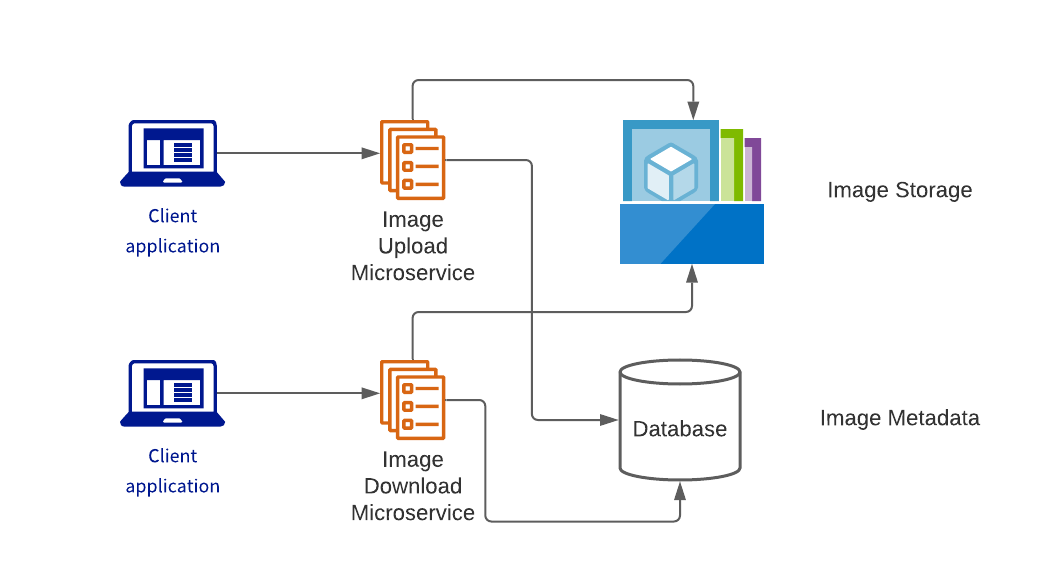 Client
application
Image
Upload
Microservice
Image Storage
Client
application
Image
Download
Microservice
Database
Image Metadata